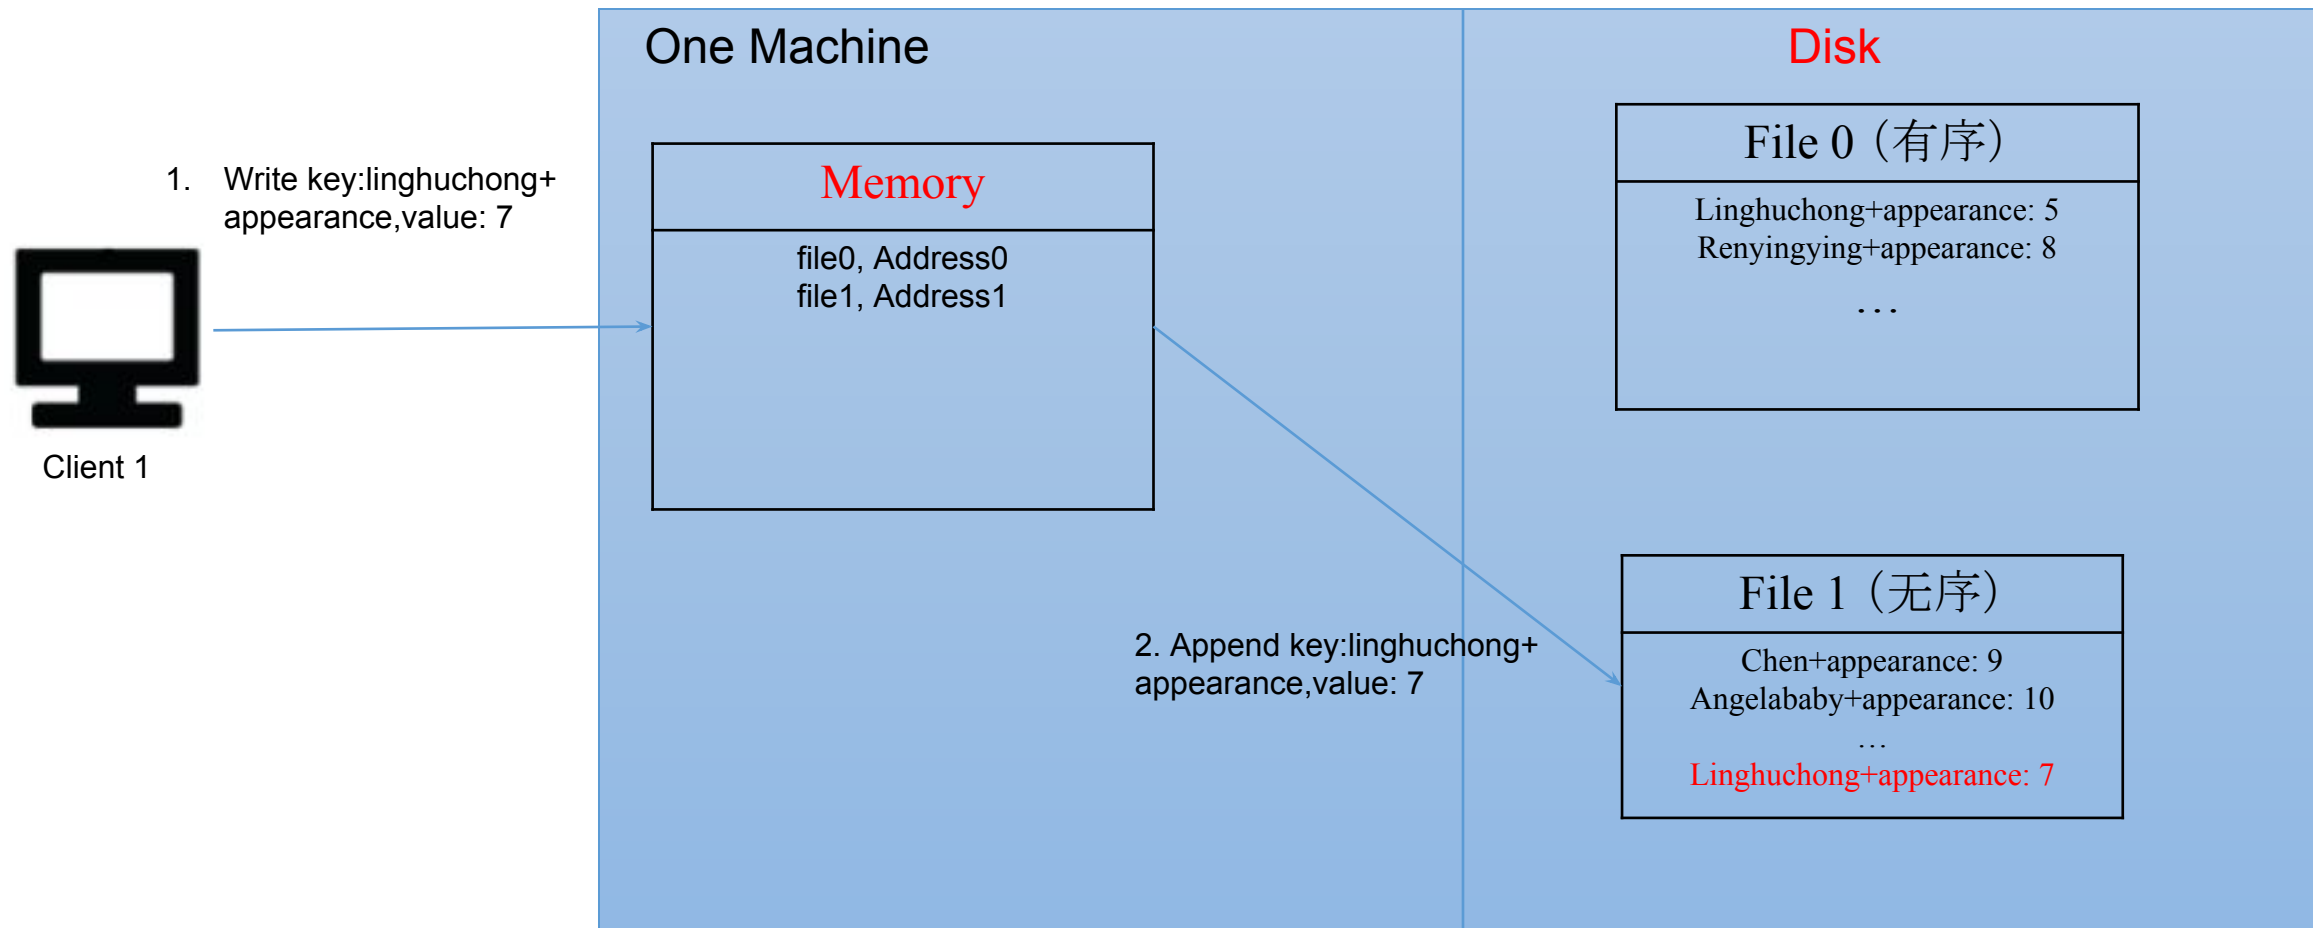 One Machine
Disk
1. Write key:linghuchong+
appearance,value: 7
Client 1
Memory
file0, Address0
file1, Address1
File 0（有序）
Linghuchong+appearance: 5
Renyingying+appearance: 8
…
2. Append key:linghuchong+
appearance,value: 7
File 1（无序）
Chen+appearance: 9
Angelababy+appearance: 10
…
Linghuchong+appearance: 7